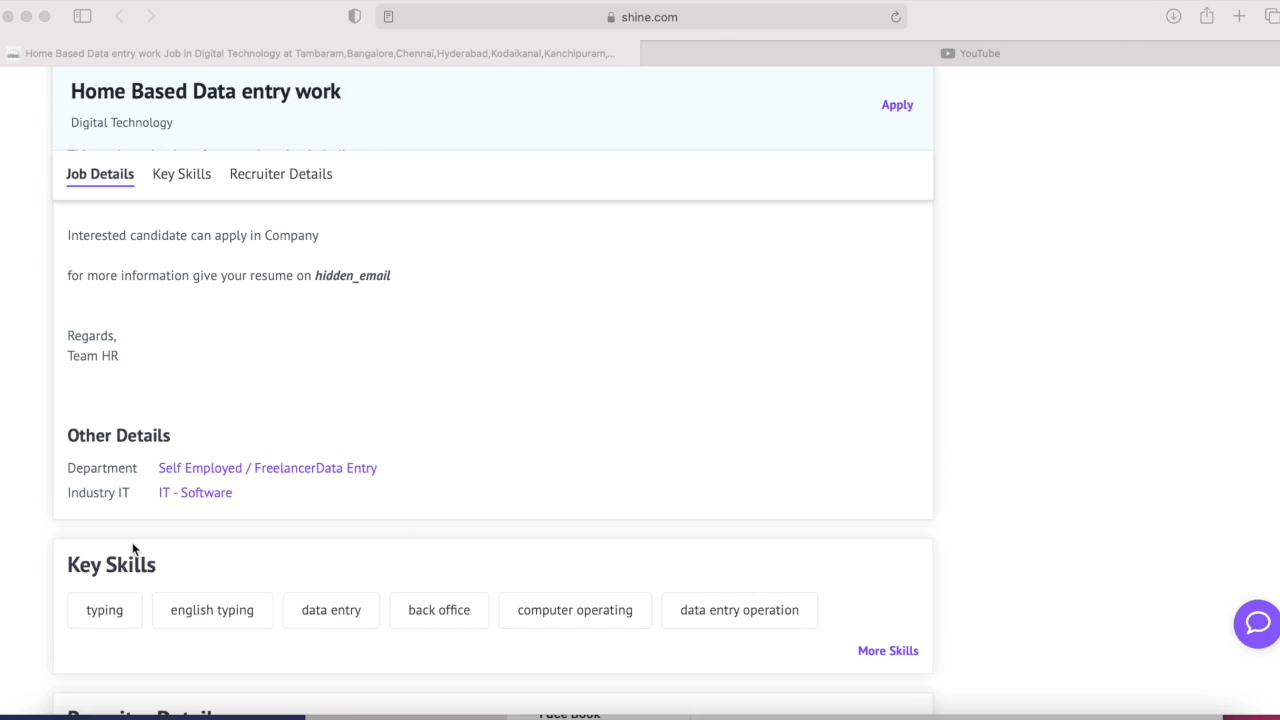 shine.com
Home Based Data entry work Job in Digital Technology at Tambaram,Bangalore,Chennai,Hyderabad,Kodaikanal,Kanchipuram,...
YouTube
Home Based Data entry work
Apply
Digital Technology
Job Details Key Skills Recruiter Details
Interested candidate can apply in Company
for more information give your resume on hidden_email
Regards,
Team HR
Other Details
Department Self Employed / FreelancerData Entry
Industry IT IT - Software
Key Skills
typing english typing data entry back office computer operating data entry operation
More Skills
Recruiter Details
Face Book